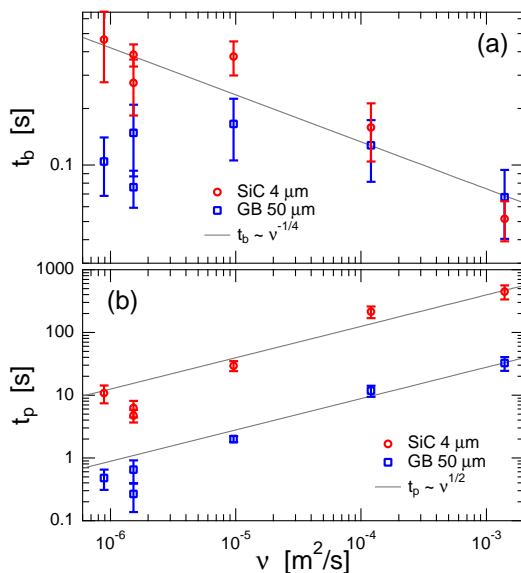 (a)
t_b [s]
0.1
SiC 4 μm
GB 50 μm
t_b ~ ν^-1/4
1000
(b)
100
t_p [s]
10
1
0.1
SiC 4 μm
GB 50 μm
t_p ~ ν^1/2
10^-6 10^-5 10^-4 10^-3
ν [m^2/s]